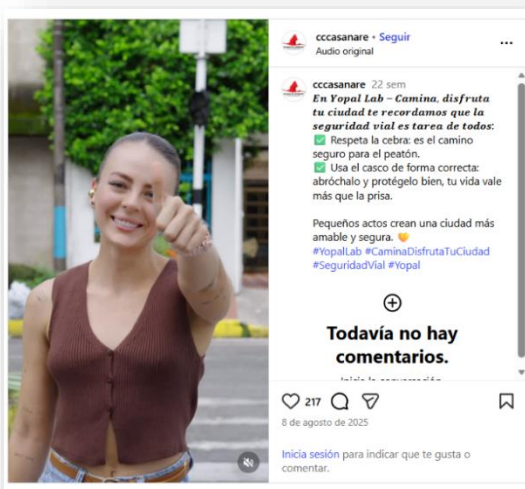 cccasanare • Seguir
Audio original
cccasanare 22 sem
En Yopal Lab – Camina, disfruta
tu ciudad te recordamos que la
seguridad vial es tarea de todos:
✅ Respeta la cebra: es el camino
seguro para el peatón.
✅ Usa el casco de forma correcta:
abróchalo y protégelo bien, tu vida vale
más que la prisa.
Pequeños actos crean una ciudad más
amable y segura. 🧡
#YopalLab #CaminaDisfrutaTuCiudad
#SeguridadVial #Yopal
Todavía no hay
comentarios.
217
8 de agosto de 2025
Inicia sesión para indicar que te gusta o
comentar.